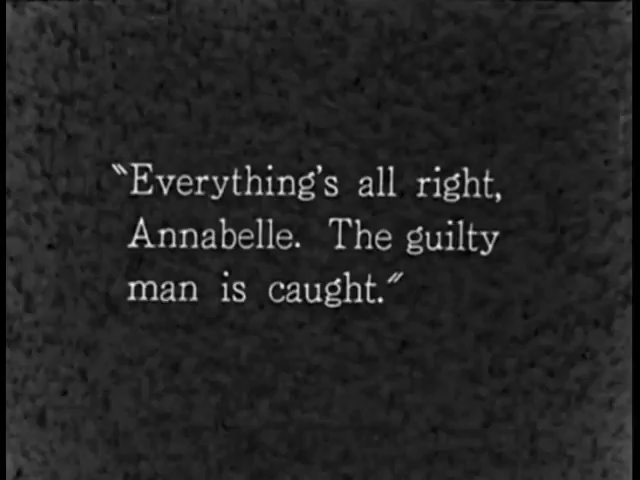 "Everything's all right,
Annabelle. The guilty
man is caught."